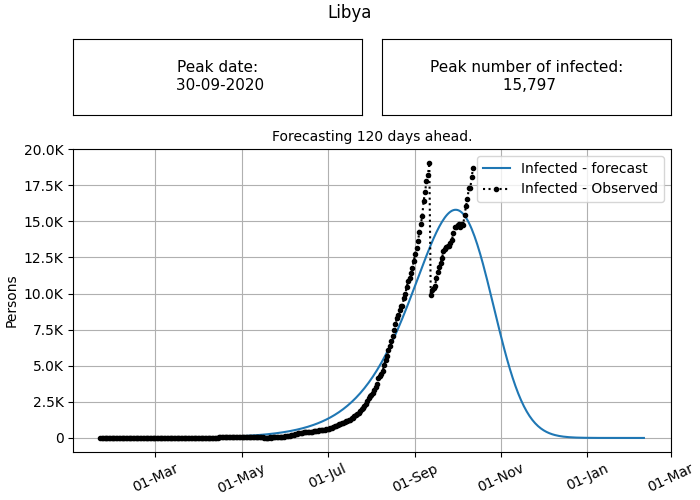 Libya
Peak date:
30-09-2020
Peak number of infected:
15,797
Forecasting 120 days ahead.
20.0K
17.5K
15.0K
12.5K
10.0K
7.5K
5.0K
2.5K
0
Persons
Infected - forecast
Infected - Observed
01-Mar
01-May
01-Jul
01-Sep
01-Nov
01-Jan
01-Mar